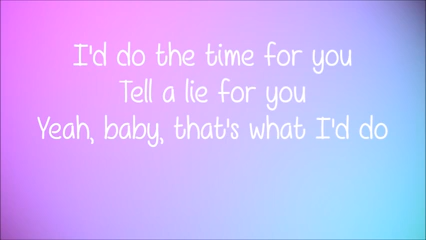 I'd do the time for you
Tell a lie for you
Yeah, baby, that's what I'd do